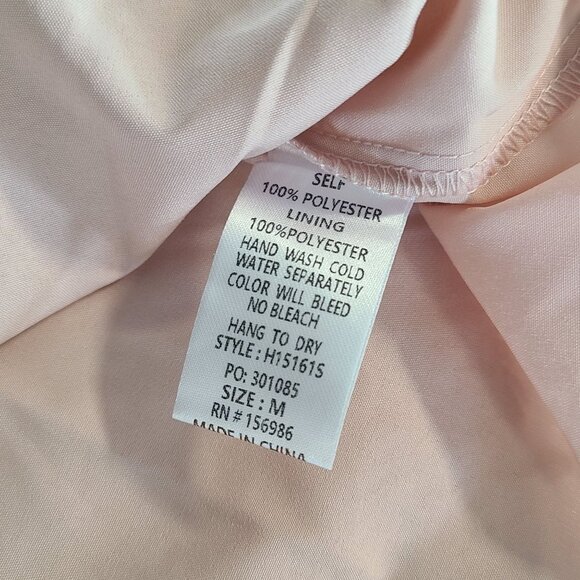 SELF
100% POLYESTER
LINING
100%POLYESTER
HAND WASH COLD
WATER SEPARATELY
COLOR WILL BLEED
NO BLEACH
HANG TO DRY
STYLE : H15161S
PO: 301085
SIZE : M
RN # 156986
MADE IN CHINA